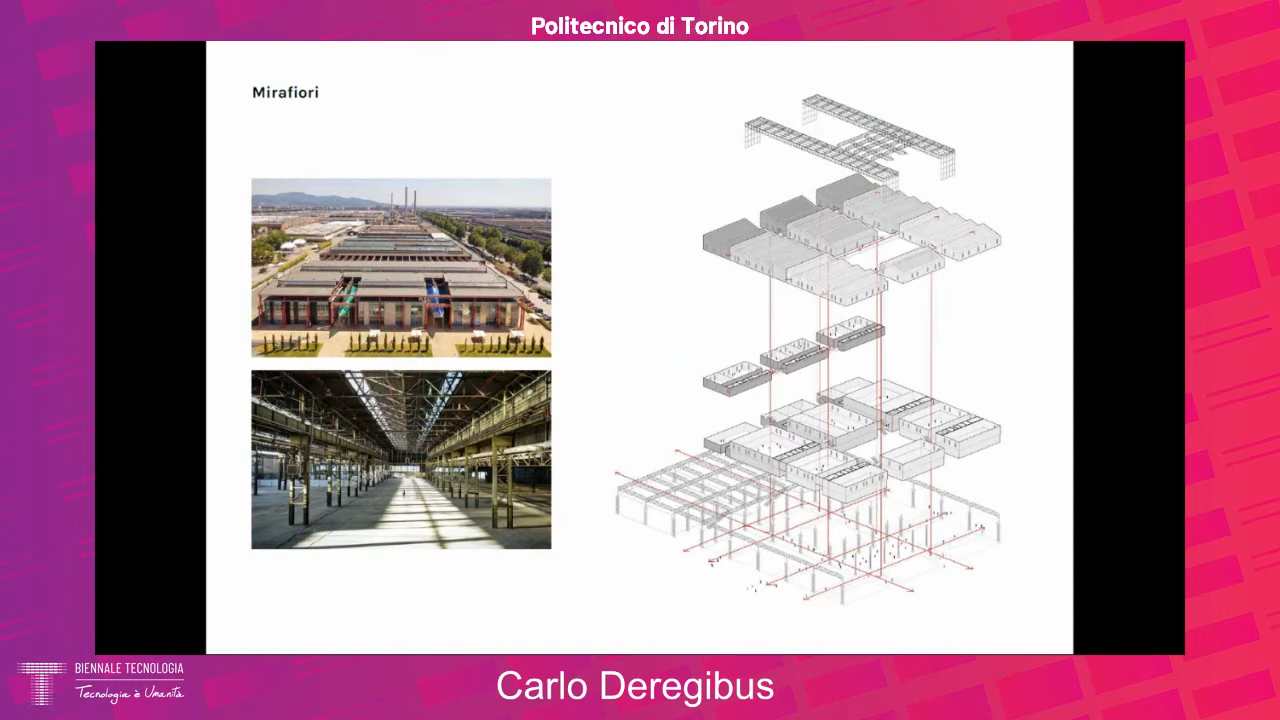 Politecnico di Torino
Mirafiori
BIENNALE TECNOLOGIA
Tecnologia è Umanità
Carlo Deregibus